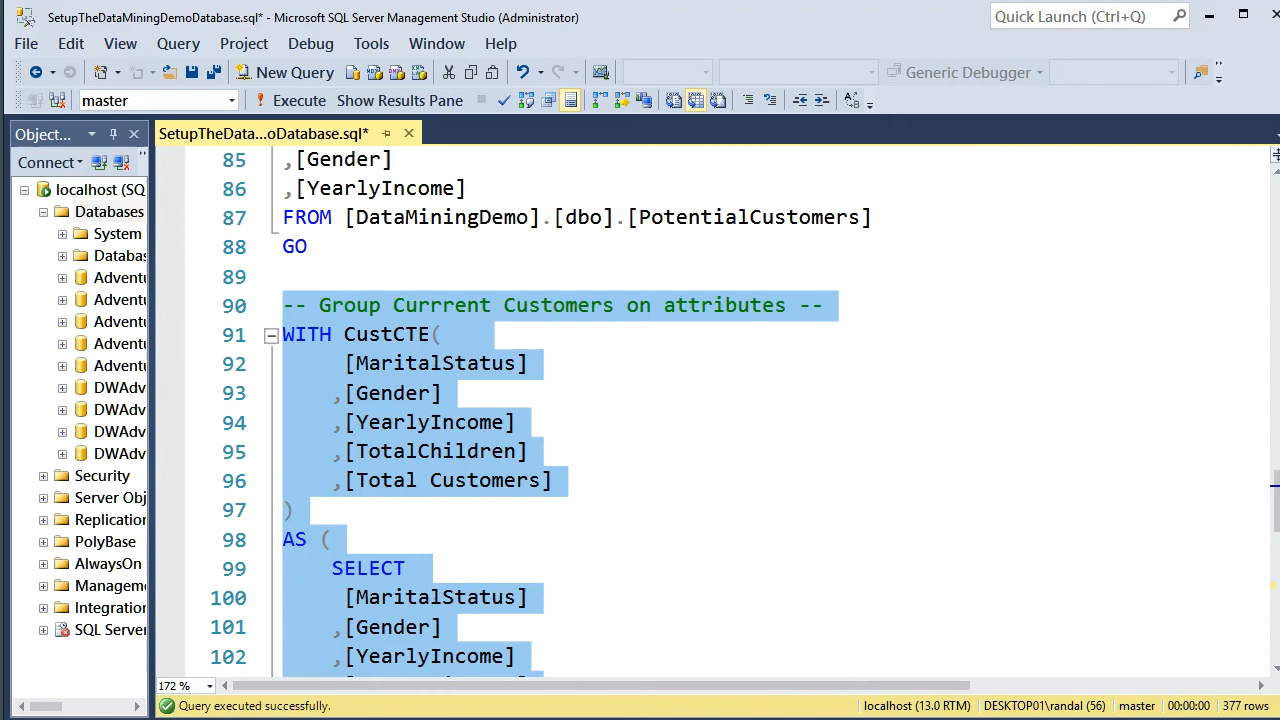 SetupTheDataMiningDemoDatabase.sql* - Microsoft SQL Server Management Studio (Administrator)
Quick Launch (Ctrl+Q)
File Edit View Query Project Debug Tools Window Help
New Query
Generic Debugger
master
Execute
Show Results Pane
Object...
SetupTheData...oDatabase.sql*
Connect
localhost (SQ
Databases
System
Databas
Adventu
Adventu
Adventu
Adventu
Adventu
DWAdv
DWAdv
DWAdv
DWAdv
Security
Server Obj
Replication
PolyBase
AlwaysOn
Managem
Integration
SQL Server
85 ,[Gender]
86 ,[YearlyIncome]
87 FROM [DataMiningDemo].[dbo].[PotentialCustomers]
88 GO
89
90 -- Group Currrent Customers on attributes --
91 WITH CustCTE(
92 [MaritalStatus]
93 ,[Gender]
94 ,[YearlyIncome]
95 ,[TotalChildren]
96 ,[Total Customers]
97 )
98 AS (
99 SELECT
100 [MaritalStatus]
101 ,[Gender]
102 ,[YearlyIncome]
172 %
Query executed successfully.
localhost (13.0 RTM)
DESKTOP01\randal (56)
master
00:00:00
377 rows